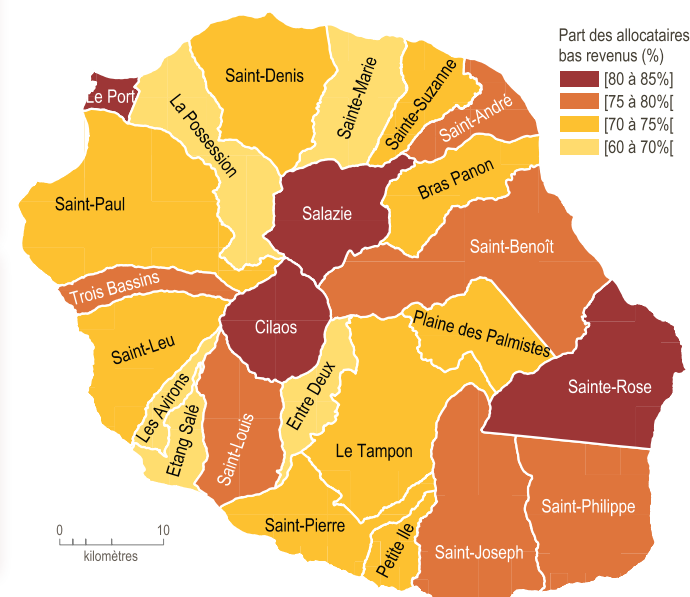 Part des allocataires
bas revenus (%)
[80 à 85%]
[75 à 80%[
[70 à 75%[
[60 à 70%[
Saint-Denis
Sainte-Marie
Sainte-Suzanne
Le Port
La Possession
Saint-André
Bras Panon
Saint-Paul
Salazie
Saint-Benoît
Trois Bassins
Cilaos
Plaine des Palmistes
Saint-Leu
Sainte-Rose
Les Avirons
Entre Deux
Etang Salé
Saint-Louis
Le Tampon
Saint-Philippe
Saint-Pierre
Petite Ile
Saint-Joseph
0 10
kilomètres